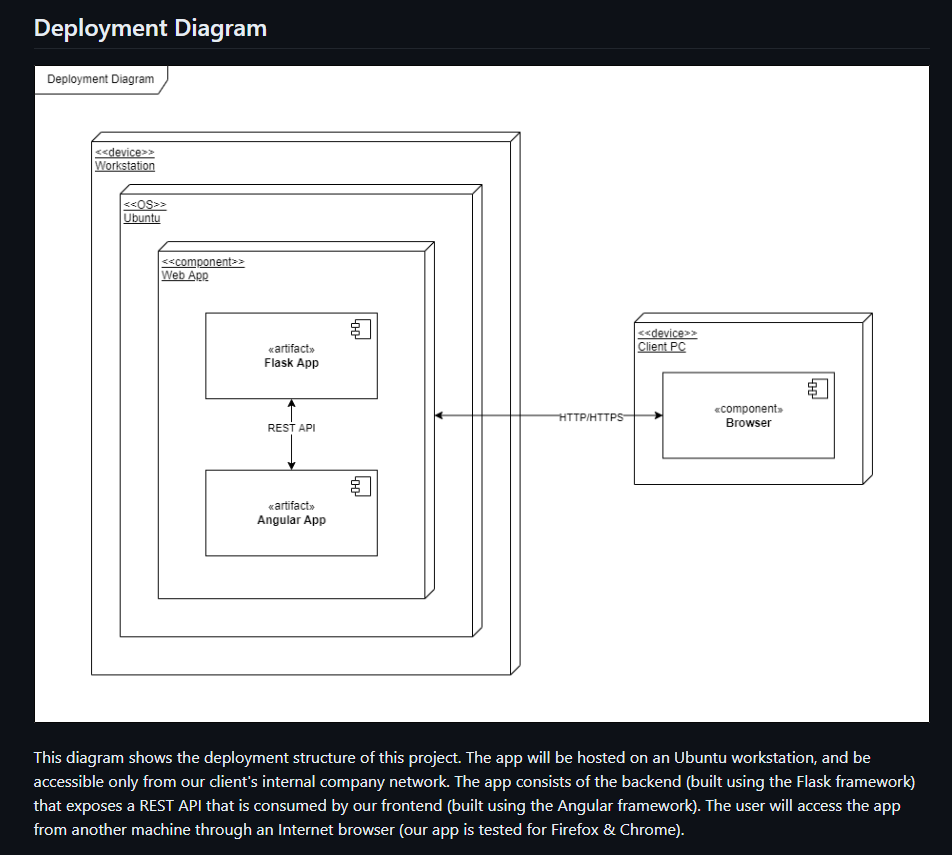 Deployment Diagram
Deployment Diagram
<<device>>
Workstation
<<OS>>
Ubuntu
<<component>>
Web App
«artifact»
Flask App
REST API
«artifact»
Angular App
HTTP/HTTPS
<<device>>
Client PC
«component»
Browser
This diagram shows the deployment structure of this project. The app will be hosted on an Ubuntu workstation, and be
accessible only from our client's internal company network. The app consists of the backend (built using the Flask framework)
that exposes a REST API that is consumed by our frontend (built using the Angular framework). The user will access the app
from another machine through an Internet browser (our app is tested for Firefox & Chrome).